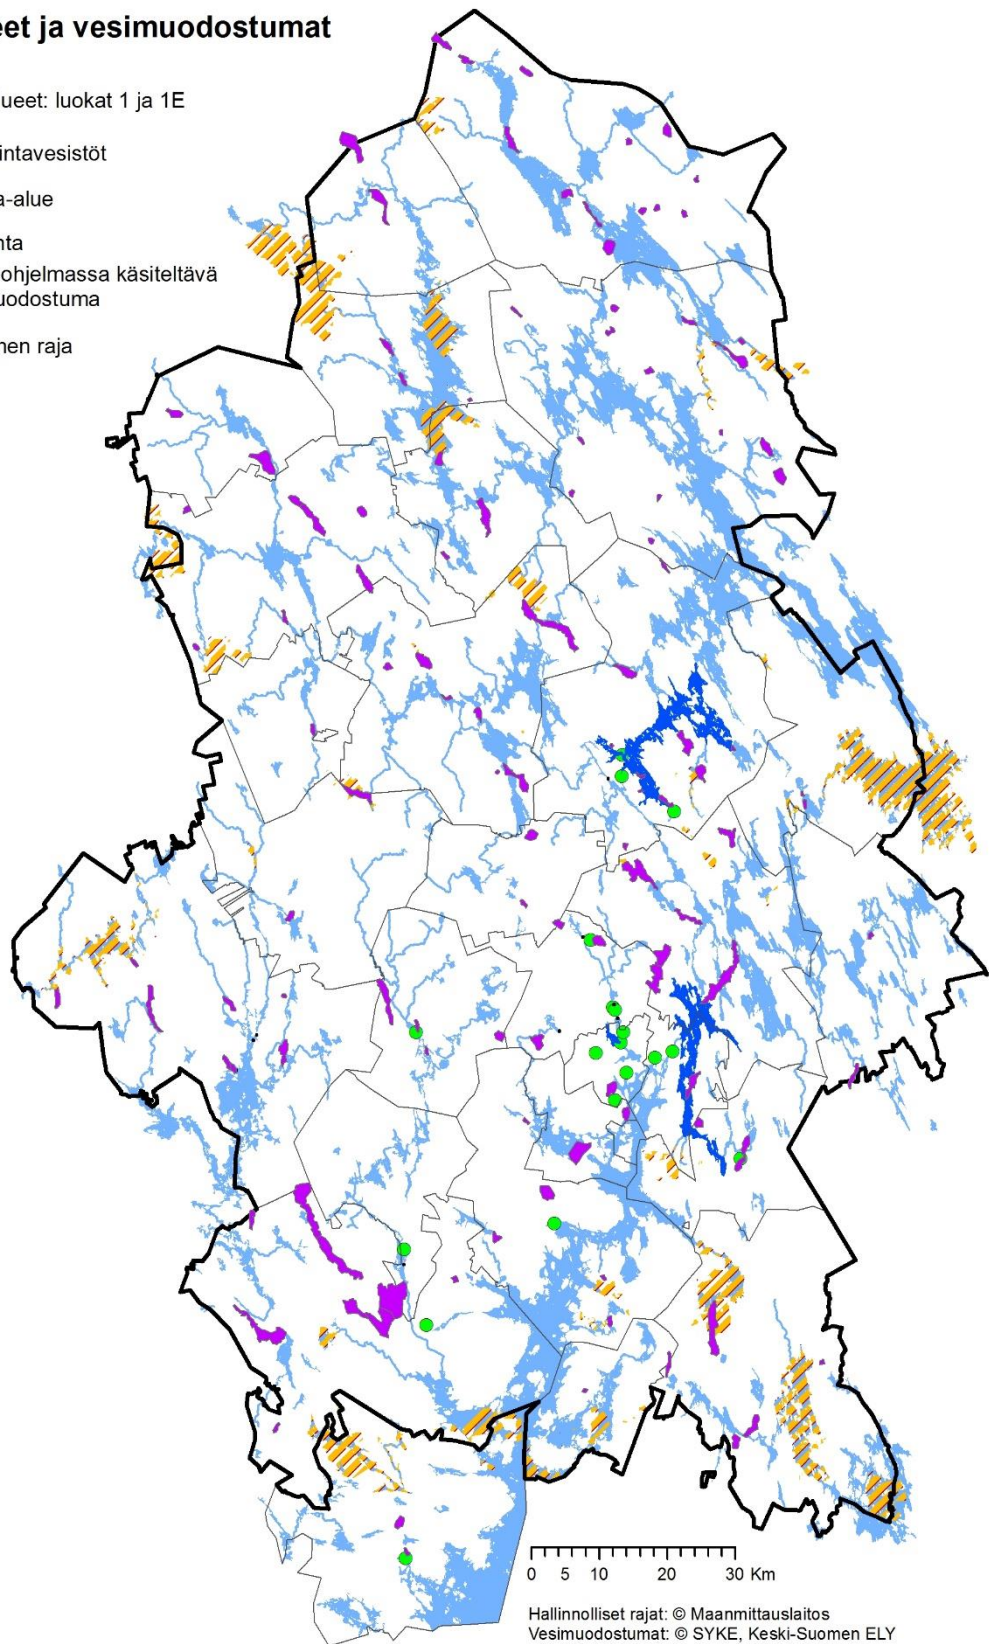 eet ja vesimuodostumat
ueet: luokat 1 ja 1E
intavesistöt
a-alue
nta
ohjelmassa käsiteltävä
uodostuma
nen raja
0 5 10 20 30 Km
Hallinnolliset rajat: © Maanmittauslaitos
Vesimuodostumat: © SYKE, Keski-Suomen ELY